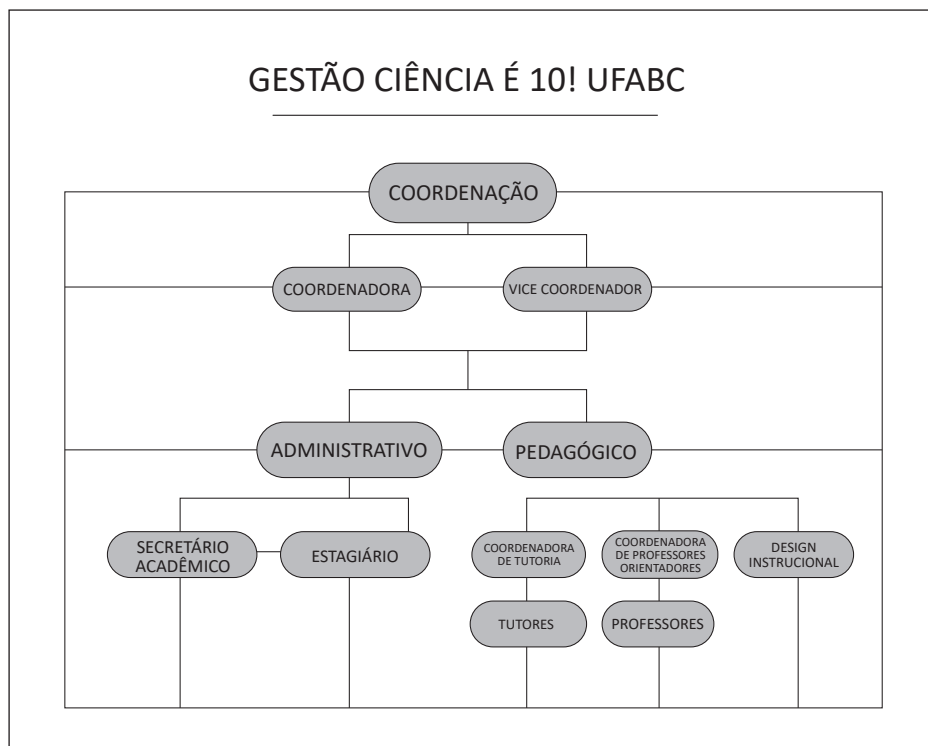 GESTÃO CIÊNCIA É 10! UFABC
COORDENAÇÃO
COORDENADORA
VICE COORDENADOR
ADMINISTRATIVO
PEDAGÓGICO
SECRETÁRIO
ACADÊMICO
ESTAGIÁRIO
COORDENADORA
DE TUTORIA
COORDENADORA
DE PROFESSORES
ORIENTADORES
DESIGN
INSTRUCIONAL
TUTORES
PROFESSORES